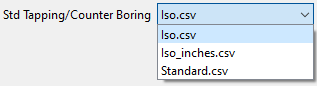 Std Tapping/Counter Boring Iso.csv
Iso.csv
Iso_inches.csv
Standard.csv